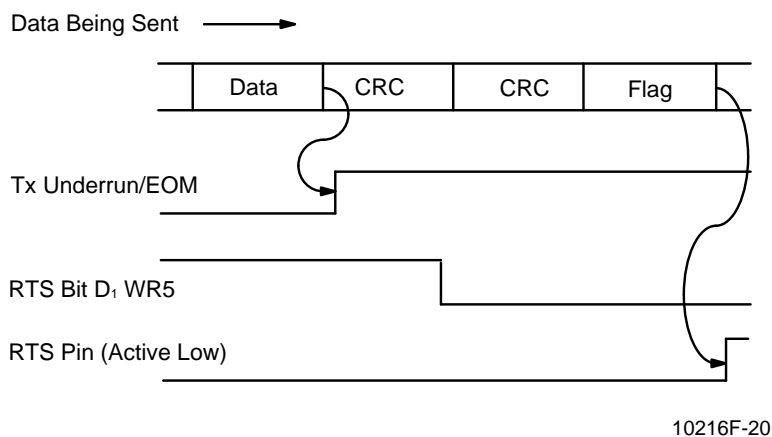 Data Being Sent
Data CRC CRC Flag
Tx Underrun/EOM
RTS Bit D₁ WR5
RTS Pin (Active Low)
10216F-20